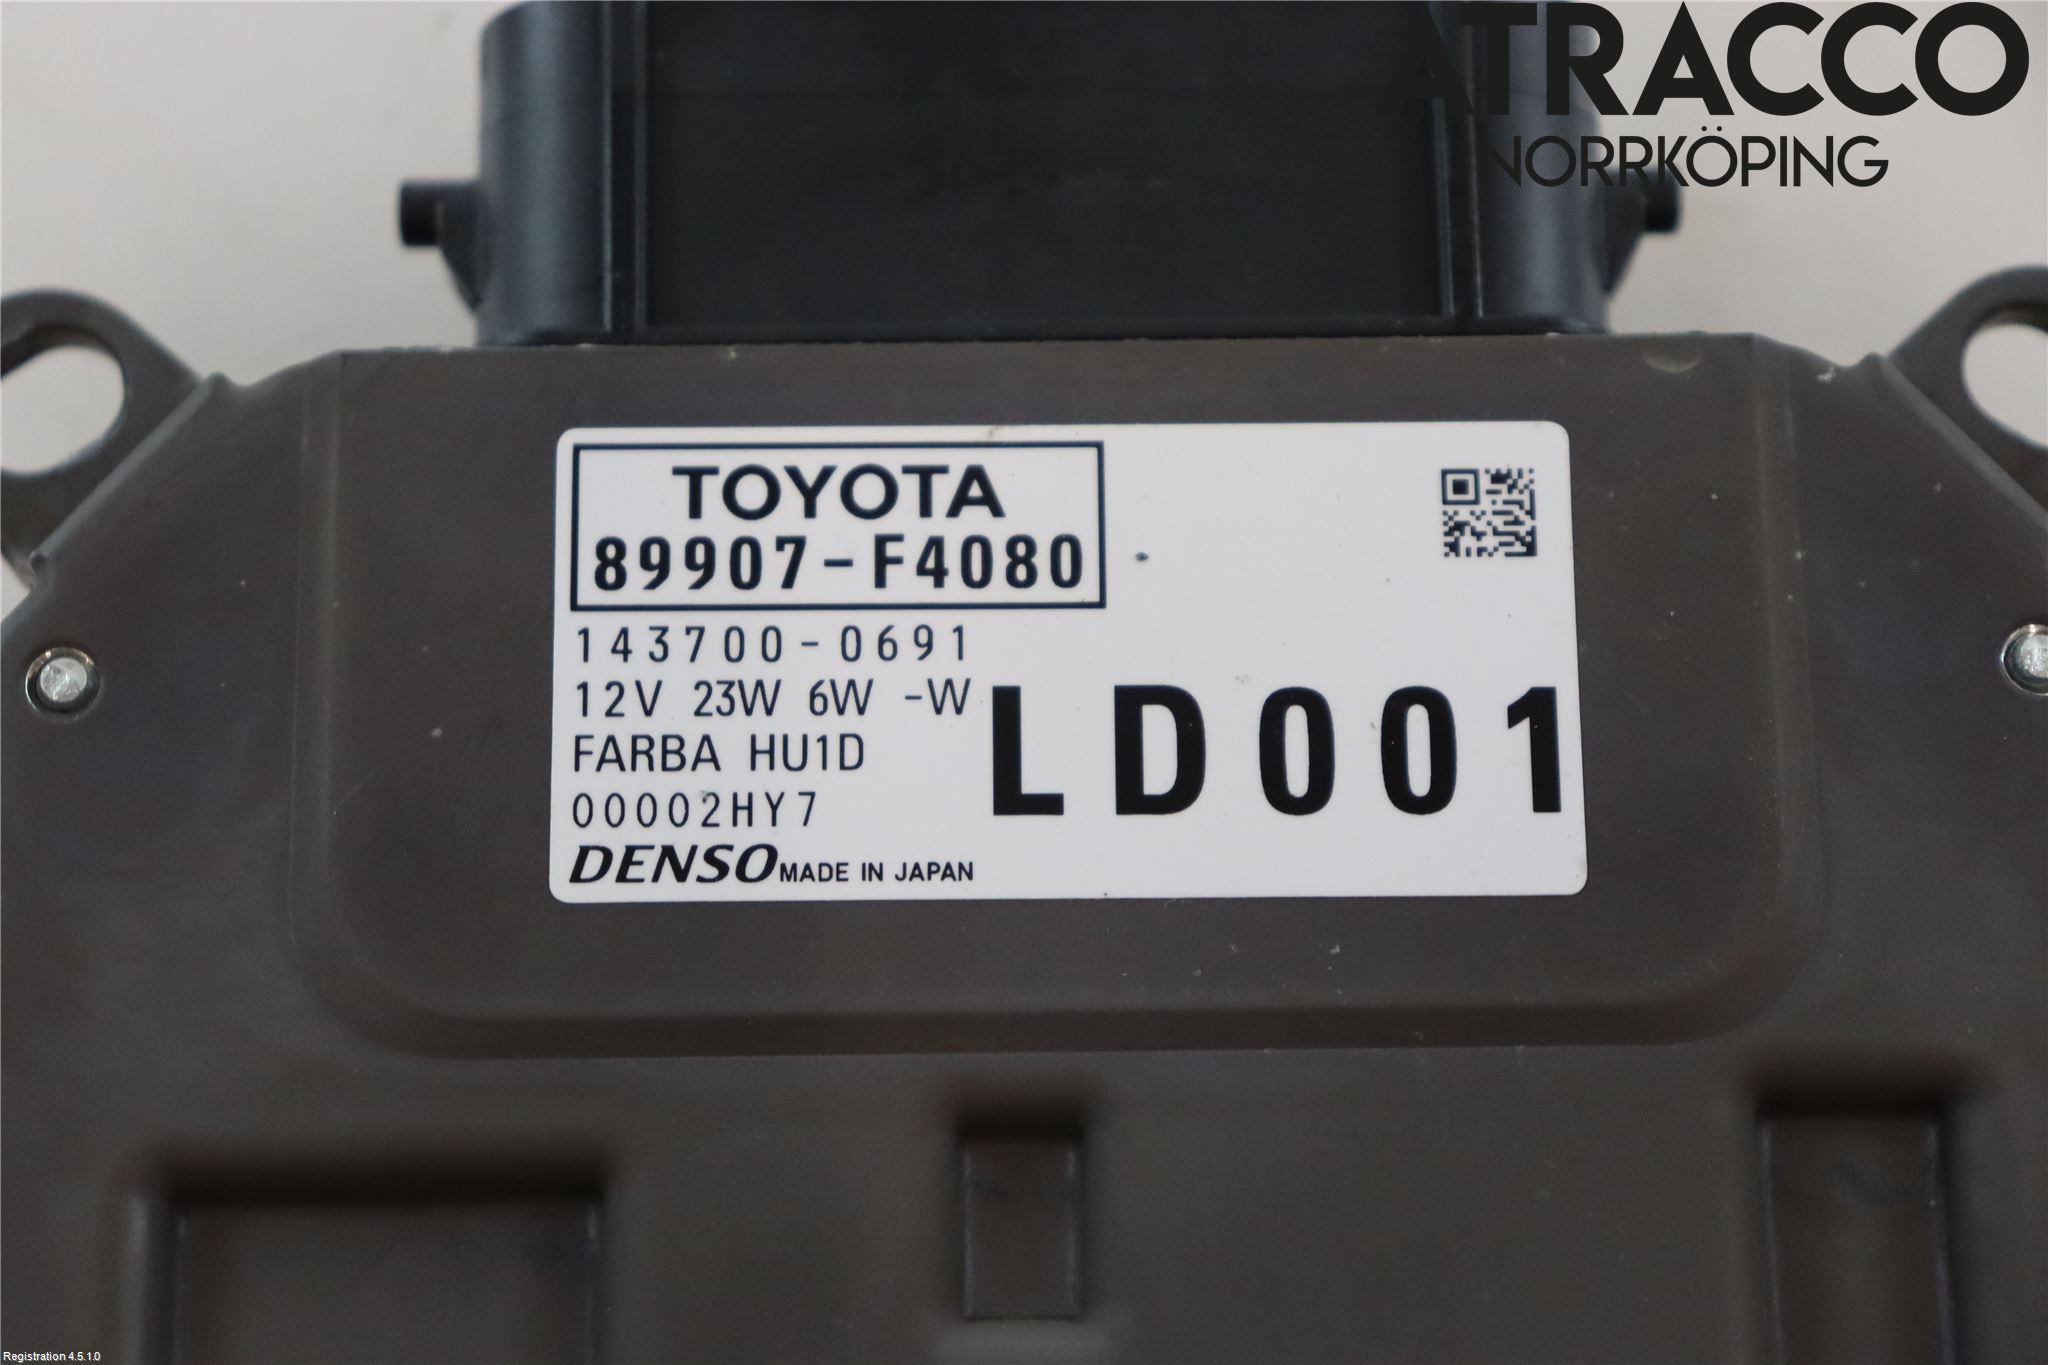 ATRACCO
NORRKÖPING
TOYOTA
89907-F4080
143700-0691
12V 23W 6W -W
FARBA HU1D
00002HY7
LD001
DENSO MADE IN JAPAN
Registration 4.5.1.0